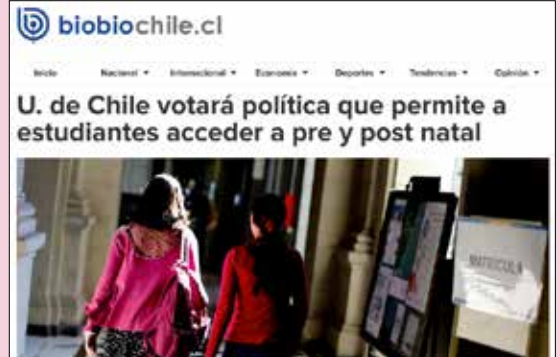 biobiochile.cl
Inicio Nacional Internacional Economía Deportes Tendencias Opinión
U. de Chile votará política que permite a
estudiantes acceder a pre y post natal
MATRICULA